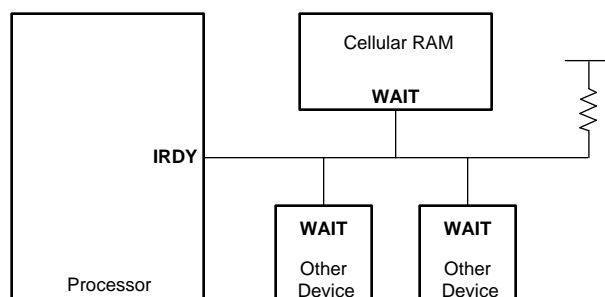 Cellular RAM
WAIT
IRDY
WAIT
Other
Device
WAIT
Other
Device
Processor